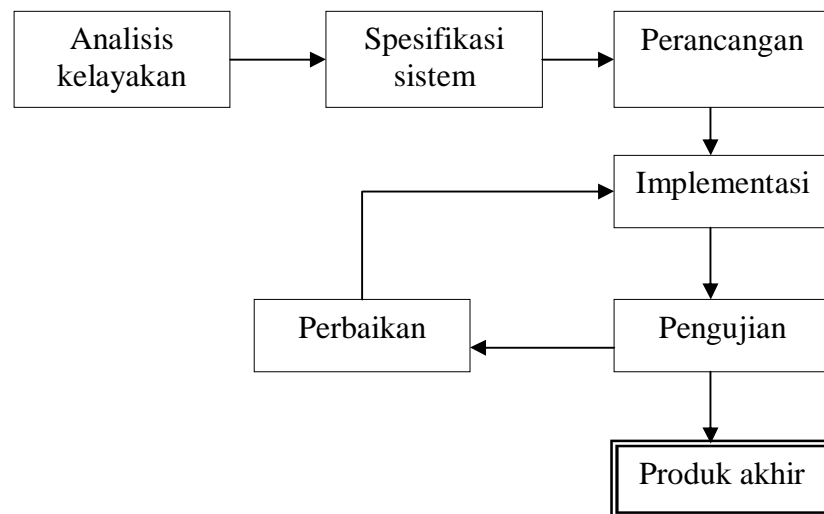 Analisis
kelayakan
Spesifikasi
sistem
Perancangan
Implementasi
Perbaikan
Pengujian
Produk akhir